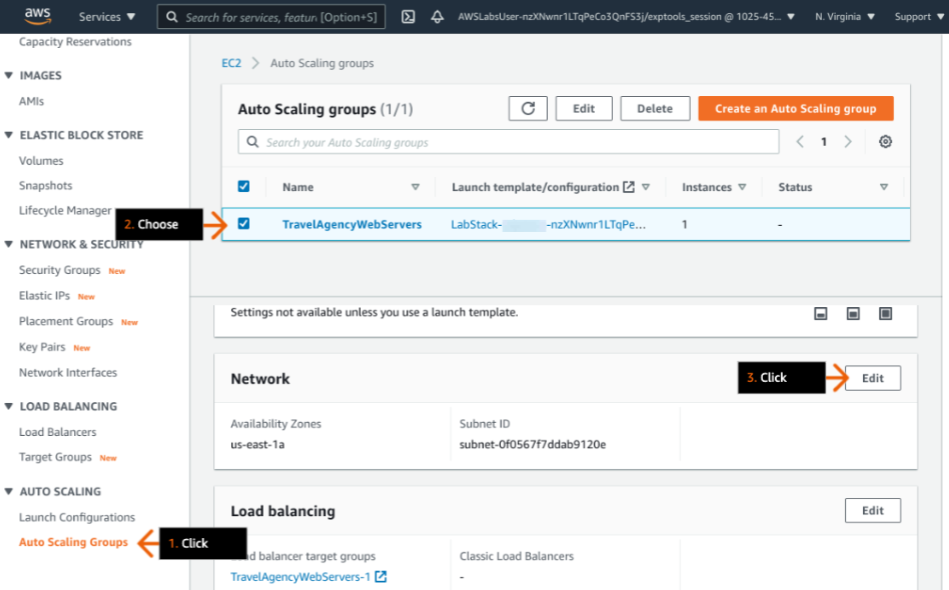 aws Services ▼ Search for services, featur [Option+S] AWSLabsUser-nzXNwnr1LTqPeCo3QnFS3j/exptools_session @ 1025-45... ▼ N. Virginia ▼ Support ▼
Capacity Reservations
▼ IMAGES
AMIs
▼ ELASTIC BLOCK STORE
Volumes
Snapshots
Lifecycle Manager
▼ NETWORK & SECURITY
Security Groups New
Elastic IPs New
Placement Groups New
Key Pairs New
Network Interfaces
▼ LOAD BALANCING
Load Balancers
Target Groups New
▼ AUTO SCALING
Launch Configurations
Auto Scaling Groups
1. Click
EC2 > Auto Scaling groups
Auto Scaling groups (1/1) Edit Delete Create an Auto Scaling group
Search your Auto Scaling groups < 1 >
Name Launch template/configuration Instances Status
2. Choose
TravelAgencyWebServers LabStack- -nzXNwnr1LTqPe... 1 -
Settings not available unless you use a launch template.
Network 3. Click Edit
Availability Zones Subnet ID
us-east-1a subnet-0f0567f7ddab9120e
Load balancing Edit
ad balancer target groups Classic Load Balancers
TravelAgencyWebServers-1 -